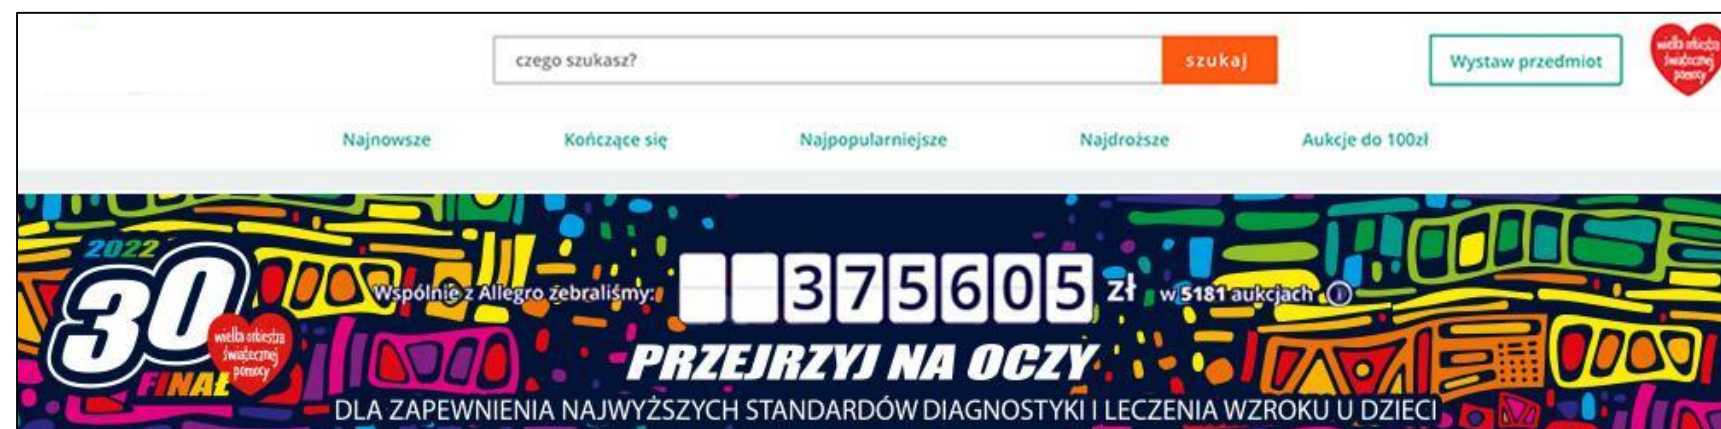 czego szukasz?
szukaj
Wystaw przedmiot
wielka orkiestra
świątecznej
pomocy
Najnowsze
Kończące się
Najpopularniejsze
Najdroższe
Aukcje do 100zł
2022
30
FINAŁ
wielka orkiestra
świątecznej
pomocy
Wspólnie z Allegro zebraliśmy: 375605 zł w 5181 aukcjach i
PRZEJRZYJ NA OCZY
DLA ZAPEWNIENIA NAJWYŻSZYCH STANDARDÓW DIAGNOSTYKI I LECZENIA WZROKU U DZIECI